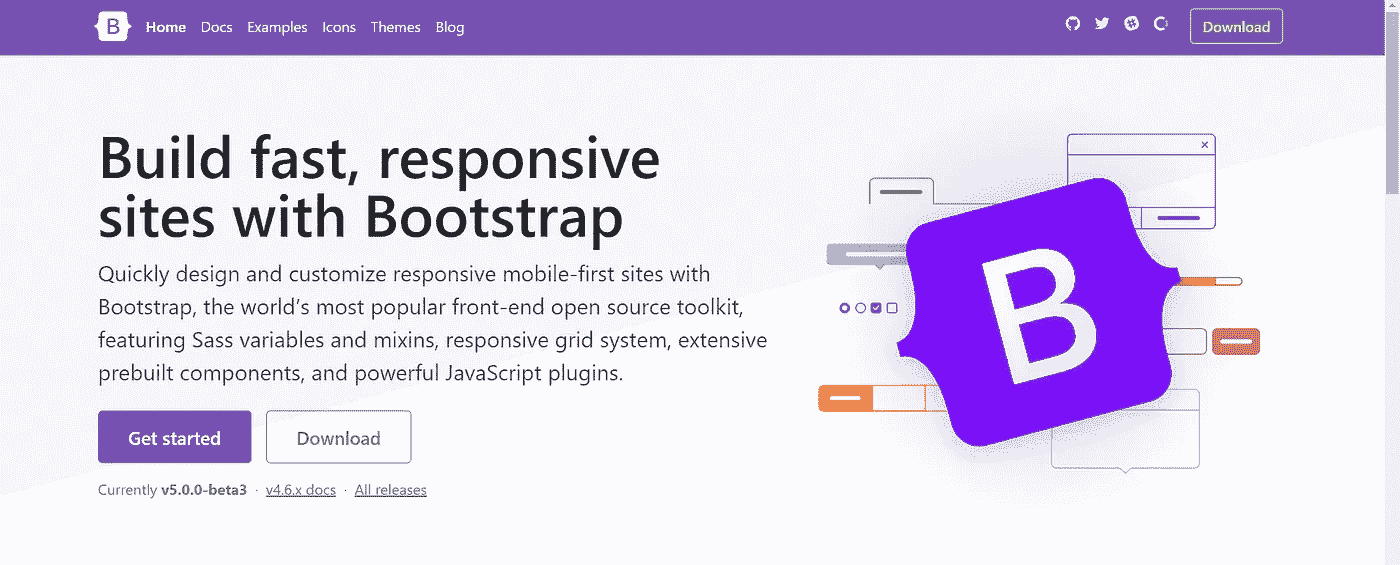 B Home Docs Examples Icons Themes Blog Download
Build fast, responsive
sites with Bootstrap
Quickly design and customize responsive mobile-first sites with
Bootstrap, the world’s most popular front-end open source toolkit,
featuring Sass variables and mixins, responsive grid system, extensive
prebuilt components, and powerful JavaScript plugins.
Get started Download
Currently v5.0.0-beta3 · v4.6.x docs · All releases
B